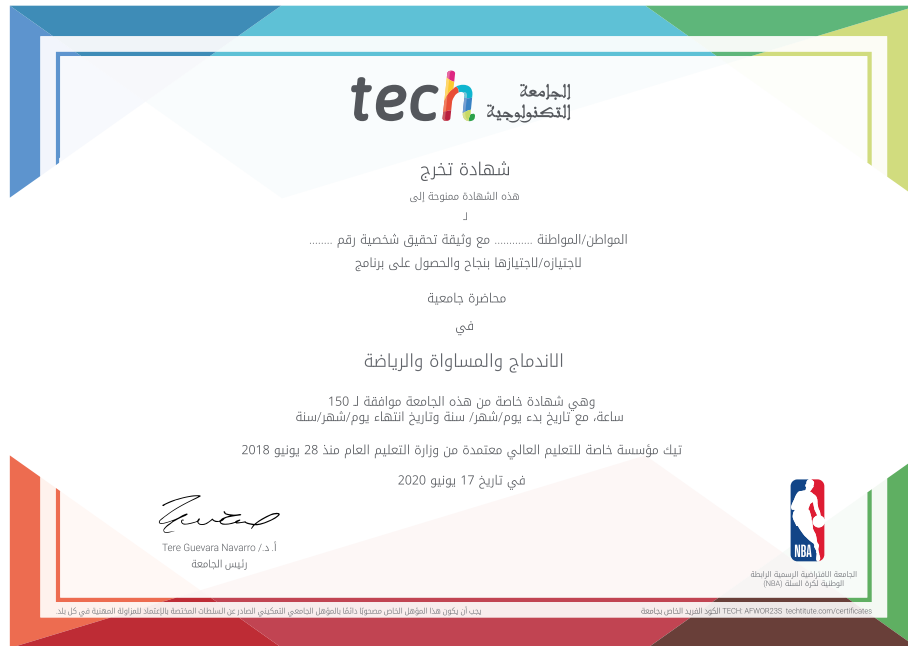 tech الجامعة
التكنولوجية
شهادة تخرج
هذه الشهادة ممنوحة إلى
لـ
المواطن/المواطنة ............. مع وثيقة تحقيق شخصية رقم ........
لاجتيازه/لاجتيازها بنجاح والحصول على برنامج
محاضرة جامعية
في
الاندماج والمساواة والرياضة
وهي شهادة خاصة من هذه الجامعة موافقة لـ 150
ساعة، مع تاريخ بدء يوم/شهر/ سنة وتاريخ انتهاء يوم/شهر/سنة
تيك مؤسسة خاصة للتعليم العالي معتمدة من وزارة التعليم العام منذ 28 يونيو 2018
في تاريخ 17 يونيو 2020
أ.د./ Tere Guevara Navarro
رئيس الجامعة
NBA
الجامعة الافتراضية الرسمية الرابطة
الوطنية لكرة السلة (NBA)
يجب أن يكون هذا المؤهل الخاص مصحوبًا دائمًا بالمؤهل الجامعي التمكيني الصادر عن السلطات المختصة بالإعتماد للمزاولة المهنية في كل بلد.
الكود الفريد الخاص بجامعة TECH: AFWOR23S techtitute.com/certificates